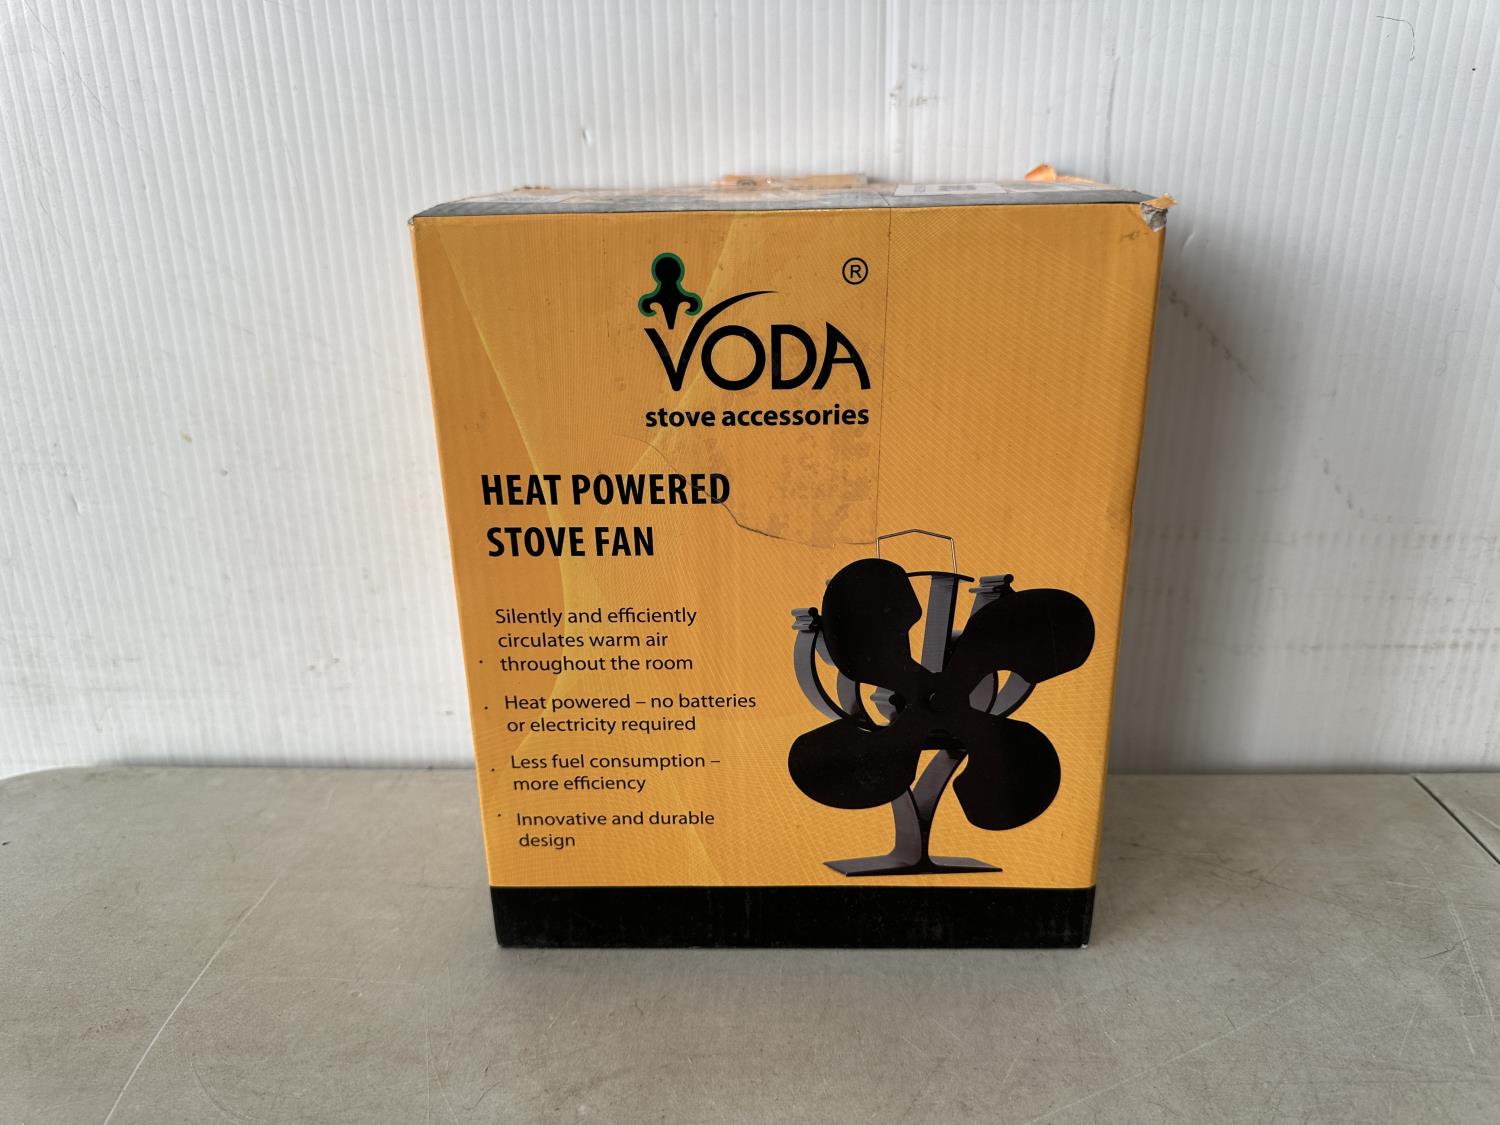 VODA
®
stove accessories
HEAT POWERED
STOVE FAN
Silently and efficiently
circulates warm air
· throughout the room
· Heat powered – no batteries
or electricity required
· Less fuel consumption –
more efficiency
· Innovative and durable
design